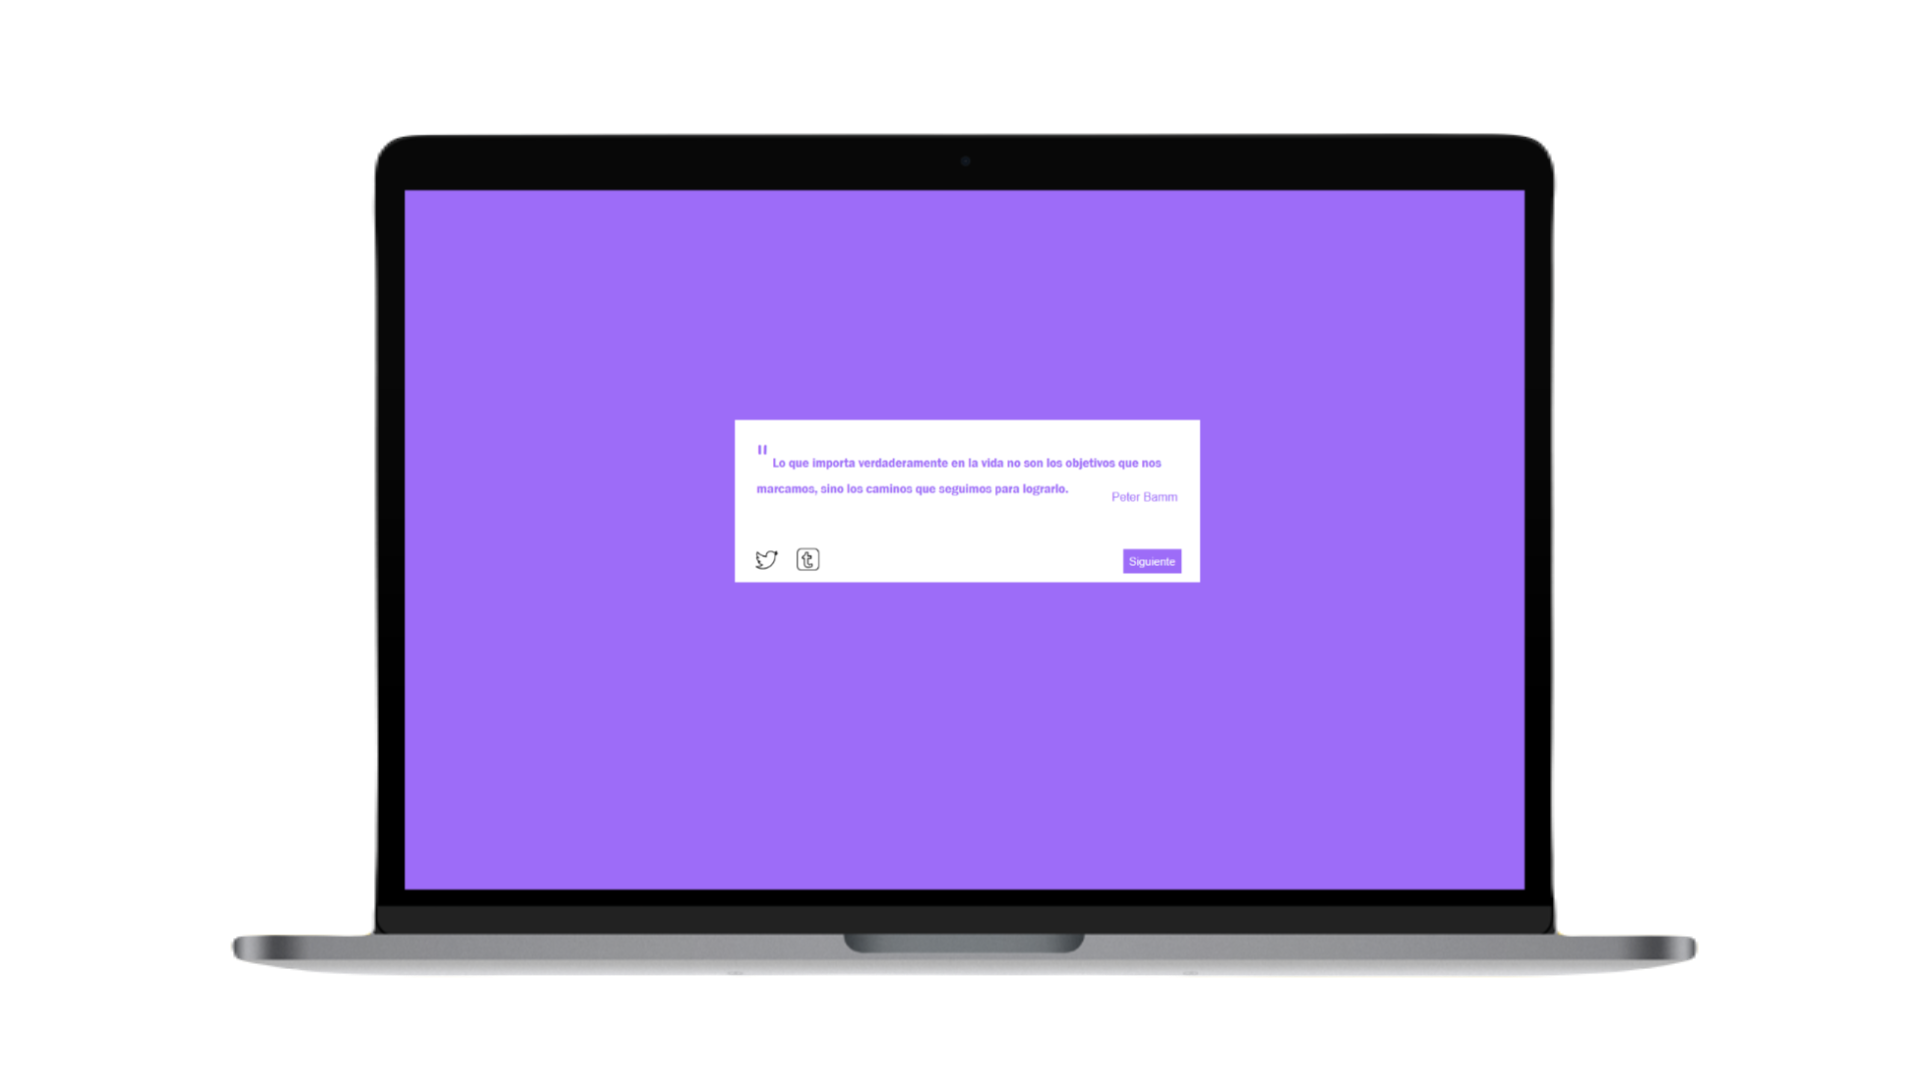 " Lo que importa verdaderamente en la vida no son los objetivos que nos
marcamos, sino los caminos que seguimos para lograrlo.
Peter Bamm
t
Siguiente